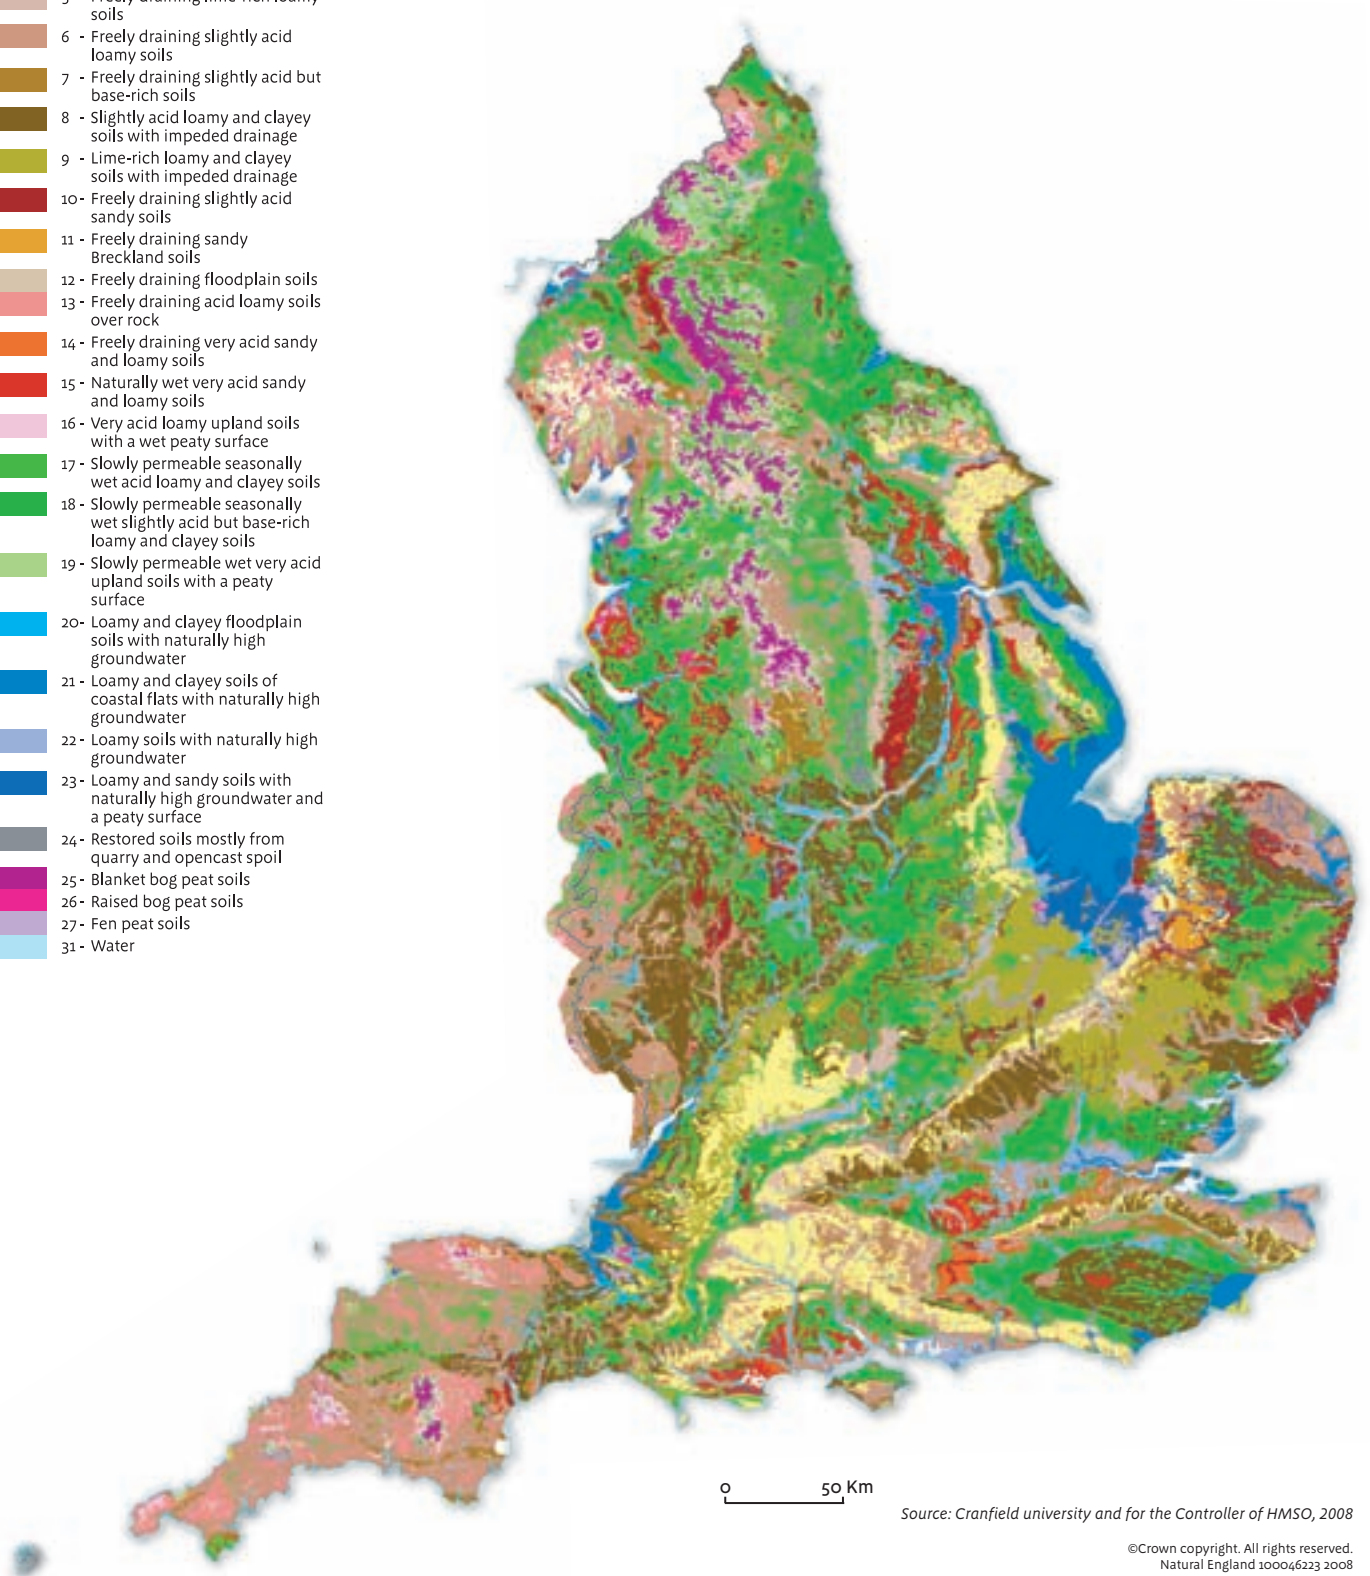 5 - Freely draining lime-rich loamy
soils
6 - Freely draining slightly acid
loamy soils
7 - Freely draining slightly acid but
base-rich soils
8 - Slightly acid loamy and clayey
soils with impeded drainage
9 - Lime-rich loamy and clayey
soils with impeded drainage
10- Freely draining slightly acid
sandy soils
11 - Freely draining sandy
Breckland soils
12 - Freely draining floodplain soils
13 - Freely draining acid loamy soils
over rock
14 - Freely draining very acid sandy
and loamy soils
15 - Naturally wet very acid sandy
and loamy soils
16 - Very acid loamy upland soils
with a wet peaty surface
17 - Slowly permeable seasonally
wet acid loamy and clayey soils
18 - Slowly permeable seasonally
wet slightly acid but base-rich
loamy and clayey soils
19 - Slowly permeable wet very acid
upland soils with a peaty
surface
20- Loamy and clayey floodplain
soils with naturally high
groundwater
21 - Loamy and clayey soils of
coastal flats with naturally high
groundwater
22 - Loamy soils with naturally high
groundwater
23 - Loamy and sandy soils with
naturally high groundwater and
a peaty surface
24 - Restored soils mostly from
quarry and opencast spoil
25 - Blanket bog peat soils
26 - Raised bog peat soils
27 - Fen peat soils
31 - Water
0 50 Km
Source: Cranfield university and for the Controller of HMSO, 2008
©Crown copyright. All rights reserved.
Natural England 100046223 2008